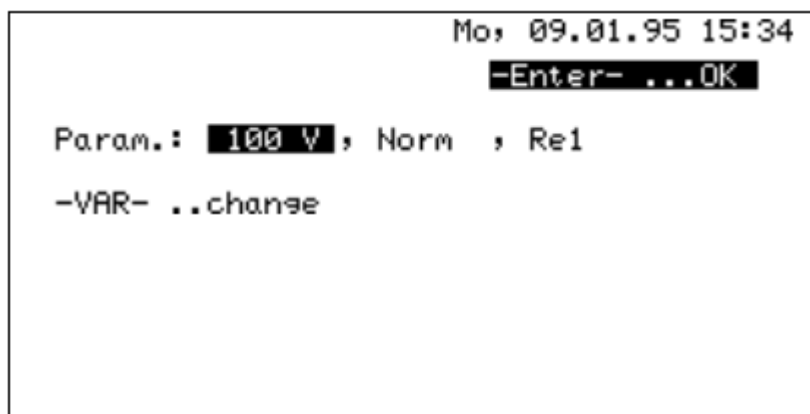 Mo, 09.01.95 15:34
-Enter- ...OK
Param.: 100 V, Norm , Re1
-VAR- ..change